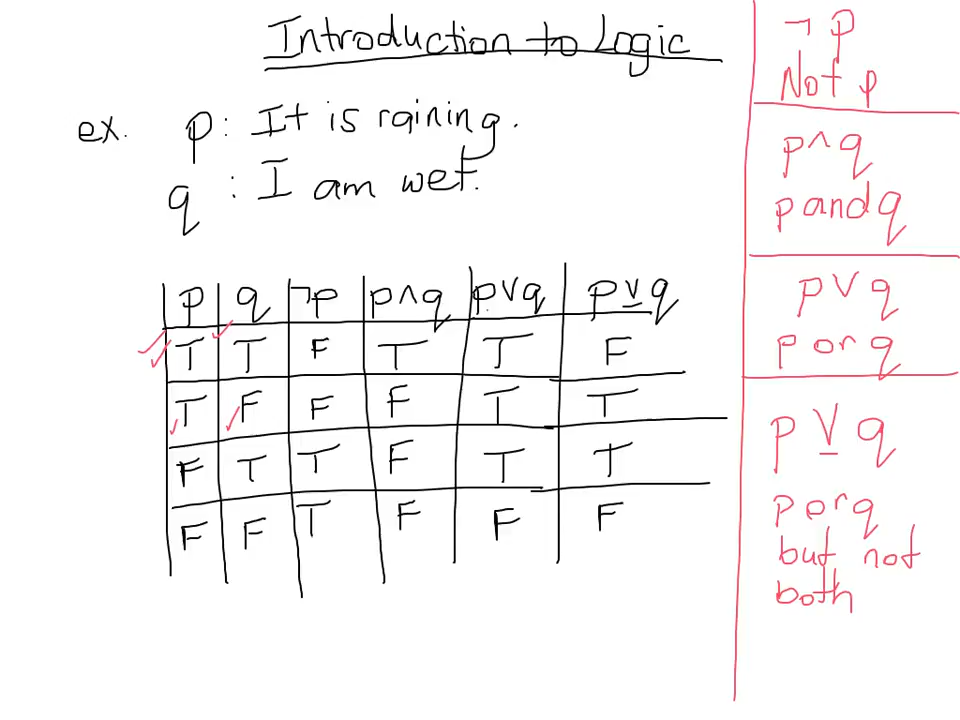 Introduction to Logic
ex. p: It is raining.
q: I am wet.
p q ¬p p∧q p∨q p⊻q
T T F T T F
T F F F T T
F T T F T T
F F T F F F
¬p
Not p
p∧q
p and q
p∨q
p or q
p⊻q
p or q
but not
both